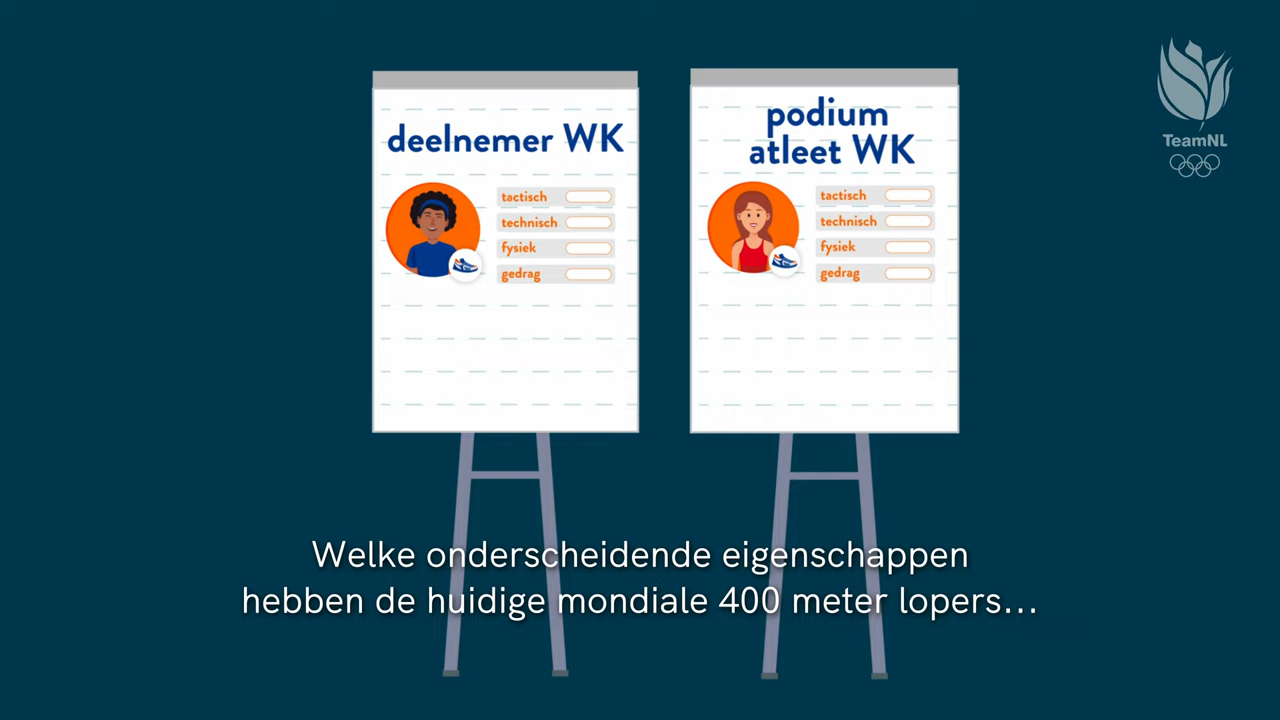 deelnemer WK
tactisch
technisch
fysiek
gedrag
podium
atleet WK
tactisch
technisch
fysiek
gedrag
TeamNL
Welke onderscheidende eigenschappen
hebben de huidige mondiale 400 meter lopers...